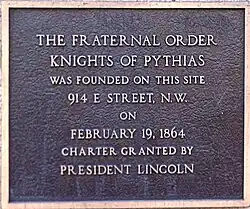 THE FRATERNAL ORDER
KNIGHTS OF PYTHIAS
WAS FOUNDED ON THIS SITE
914 E STREET, N.W.
ON
FEBRUARY 19, 1864
CHARTER GRANTED BY
PRESIDENT LINCOLN